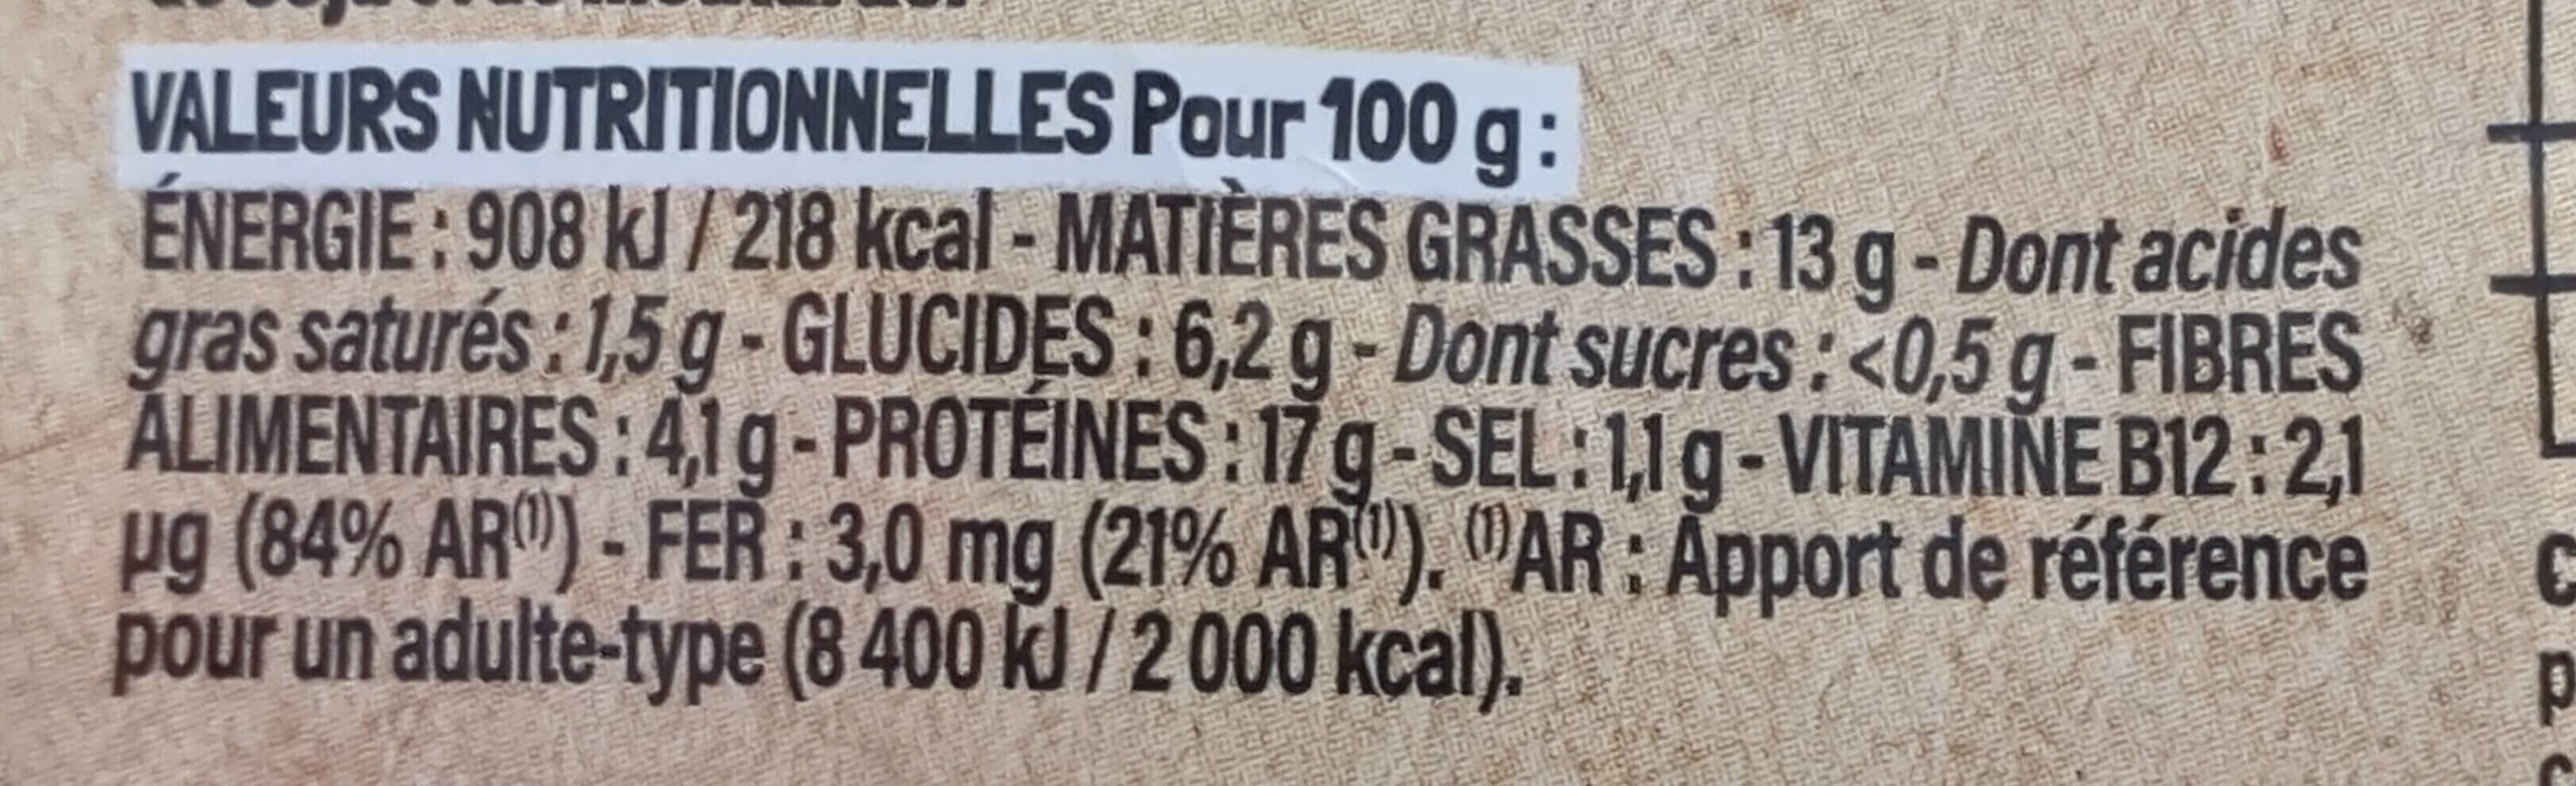 VALEURS NUTRITIONNELLES Pour 100 g :
ÉNERGIE : 908 kJ / 218 kcal - MATIÈRES GRASSES : 13 g - Dont acides
gras saturés : 1,5 g - GLUCIDES : 6,2 g - Dont sucres : <0,5 g - FIBRES
ALIMENTAIRES : 4,1 g - PROTÉINES : 17 g - SEL : 1,1 g - VITAMINE B12 : 2,1
µg (84% AR⁽¹⁾) - FER : 3,0 mg (21% AR⁽¹⁾). ⁽¹⁾AR : Apport de référence
pour un adulte-type (8 400 kJ / 2 000 kcal).